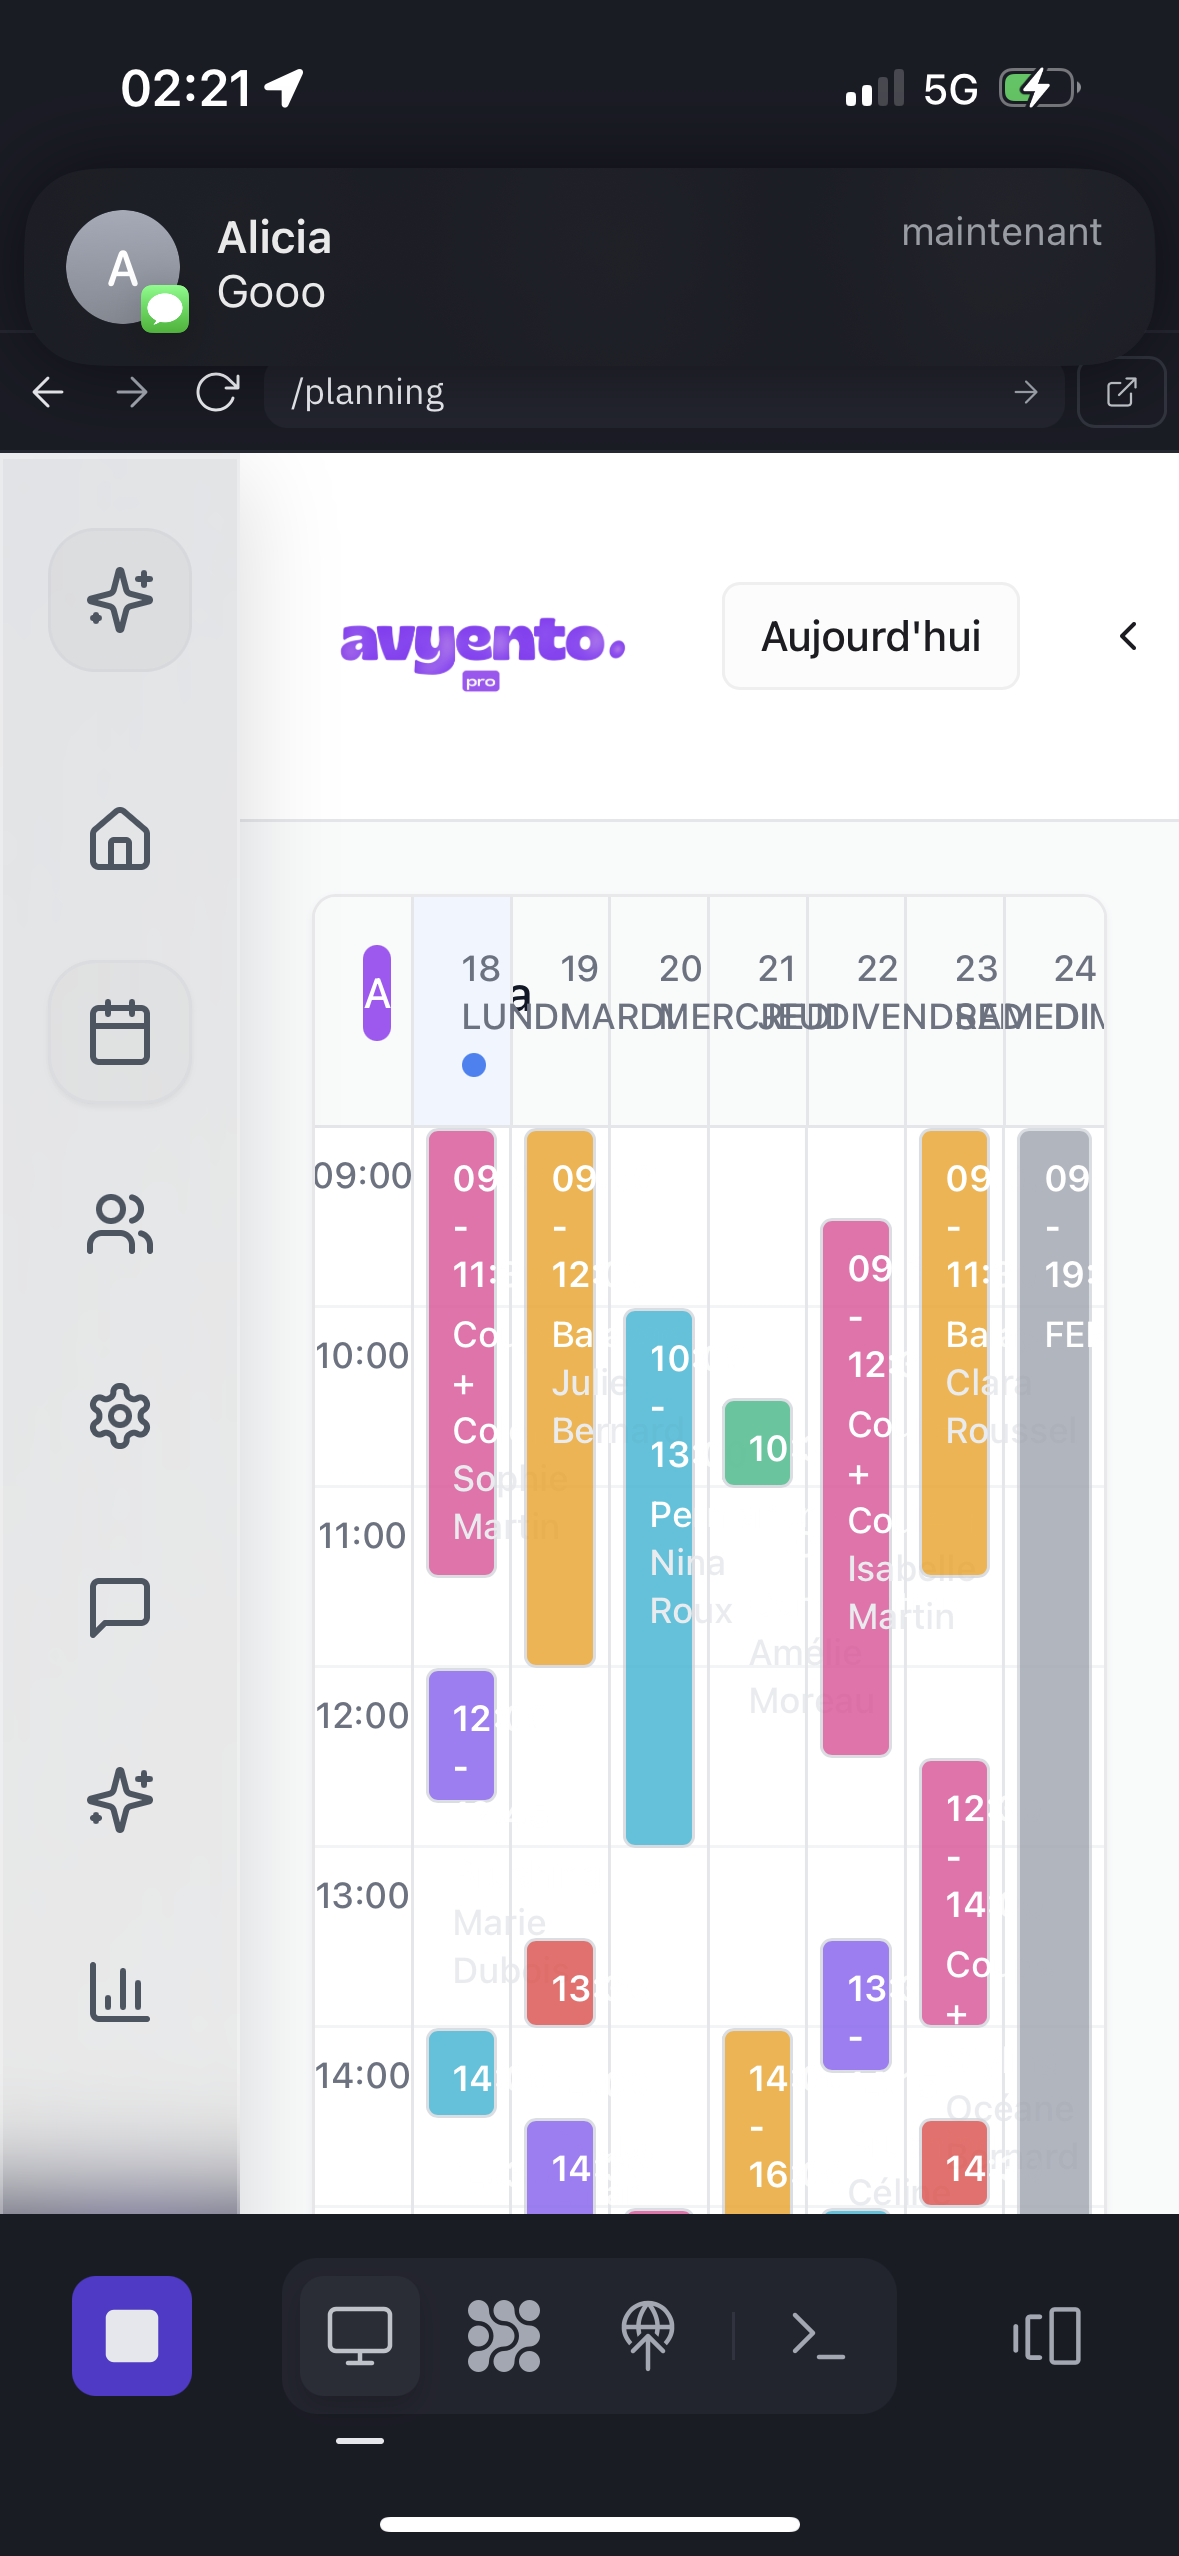 02:21
5G
A
Alicia
maintenant
Gooo
/planning
avyento.
pro
Aujourd'hui
A
a
18
19
20
21
22
23
24
LUNDI
MARDI
MERCREDI
JEUDI
VENDREDI
SAMEDI
DIM
09:00
10:00
11:00
12:00
13:00
14:00
09
-
11:
Co
+
Co
Sophie
Martin
12:
-
Marie
Dubois
14
09
-
12:
Ba
Julie
Bernard
13:
14
10:
-
13:
Pe
Nina
Roux
10
Amélie
Moreau
14
-
16
09
-
12:
Co
+
Co
Isabelle
Martin
13
-
Céline
09
-
11:
Ba
Clara
Roussel
12:
-
14
Co
+
Océane
Bernard
14
09
-
19:
FE